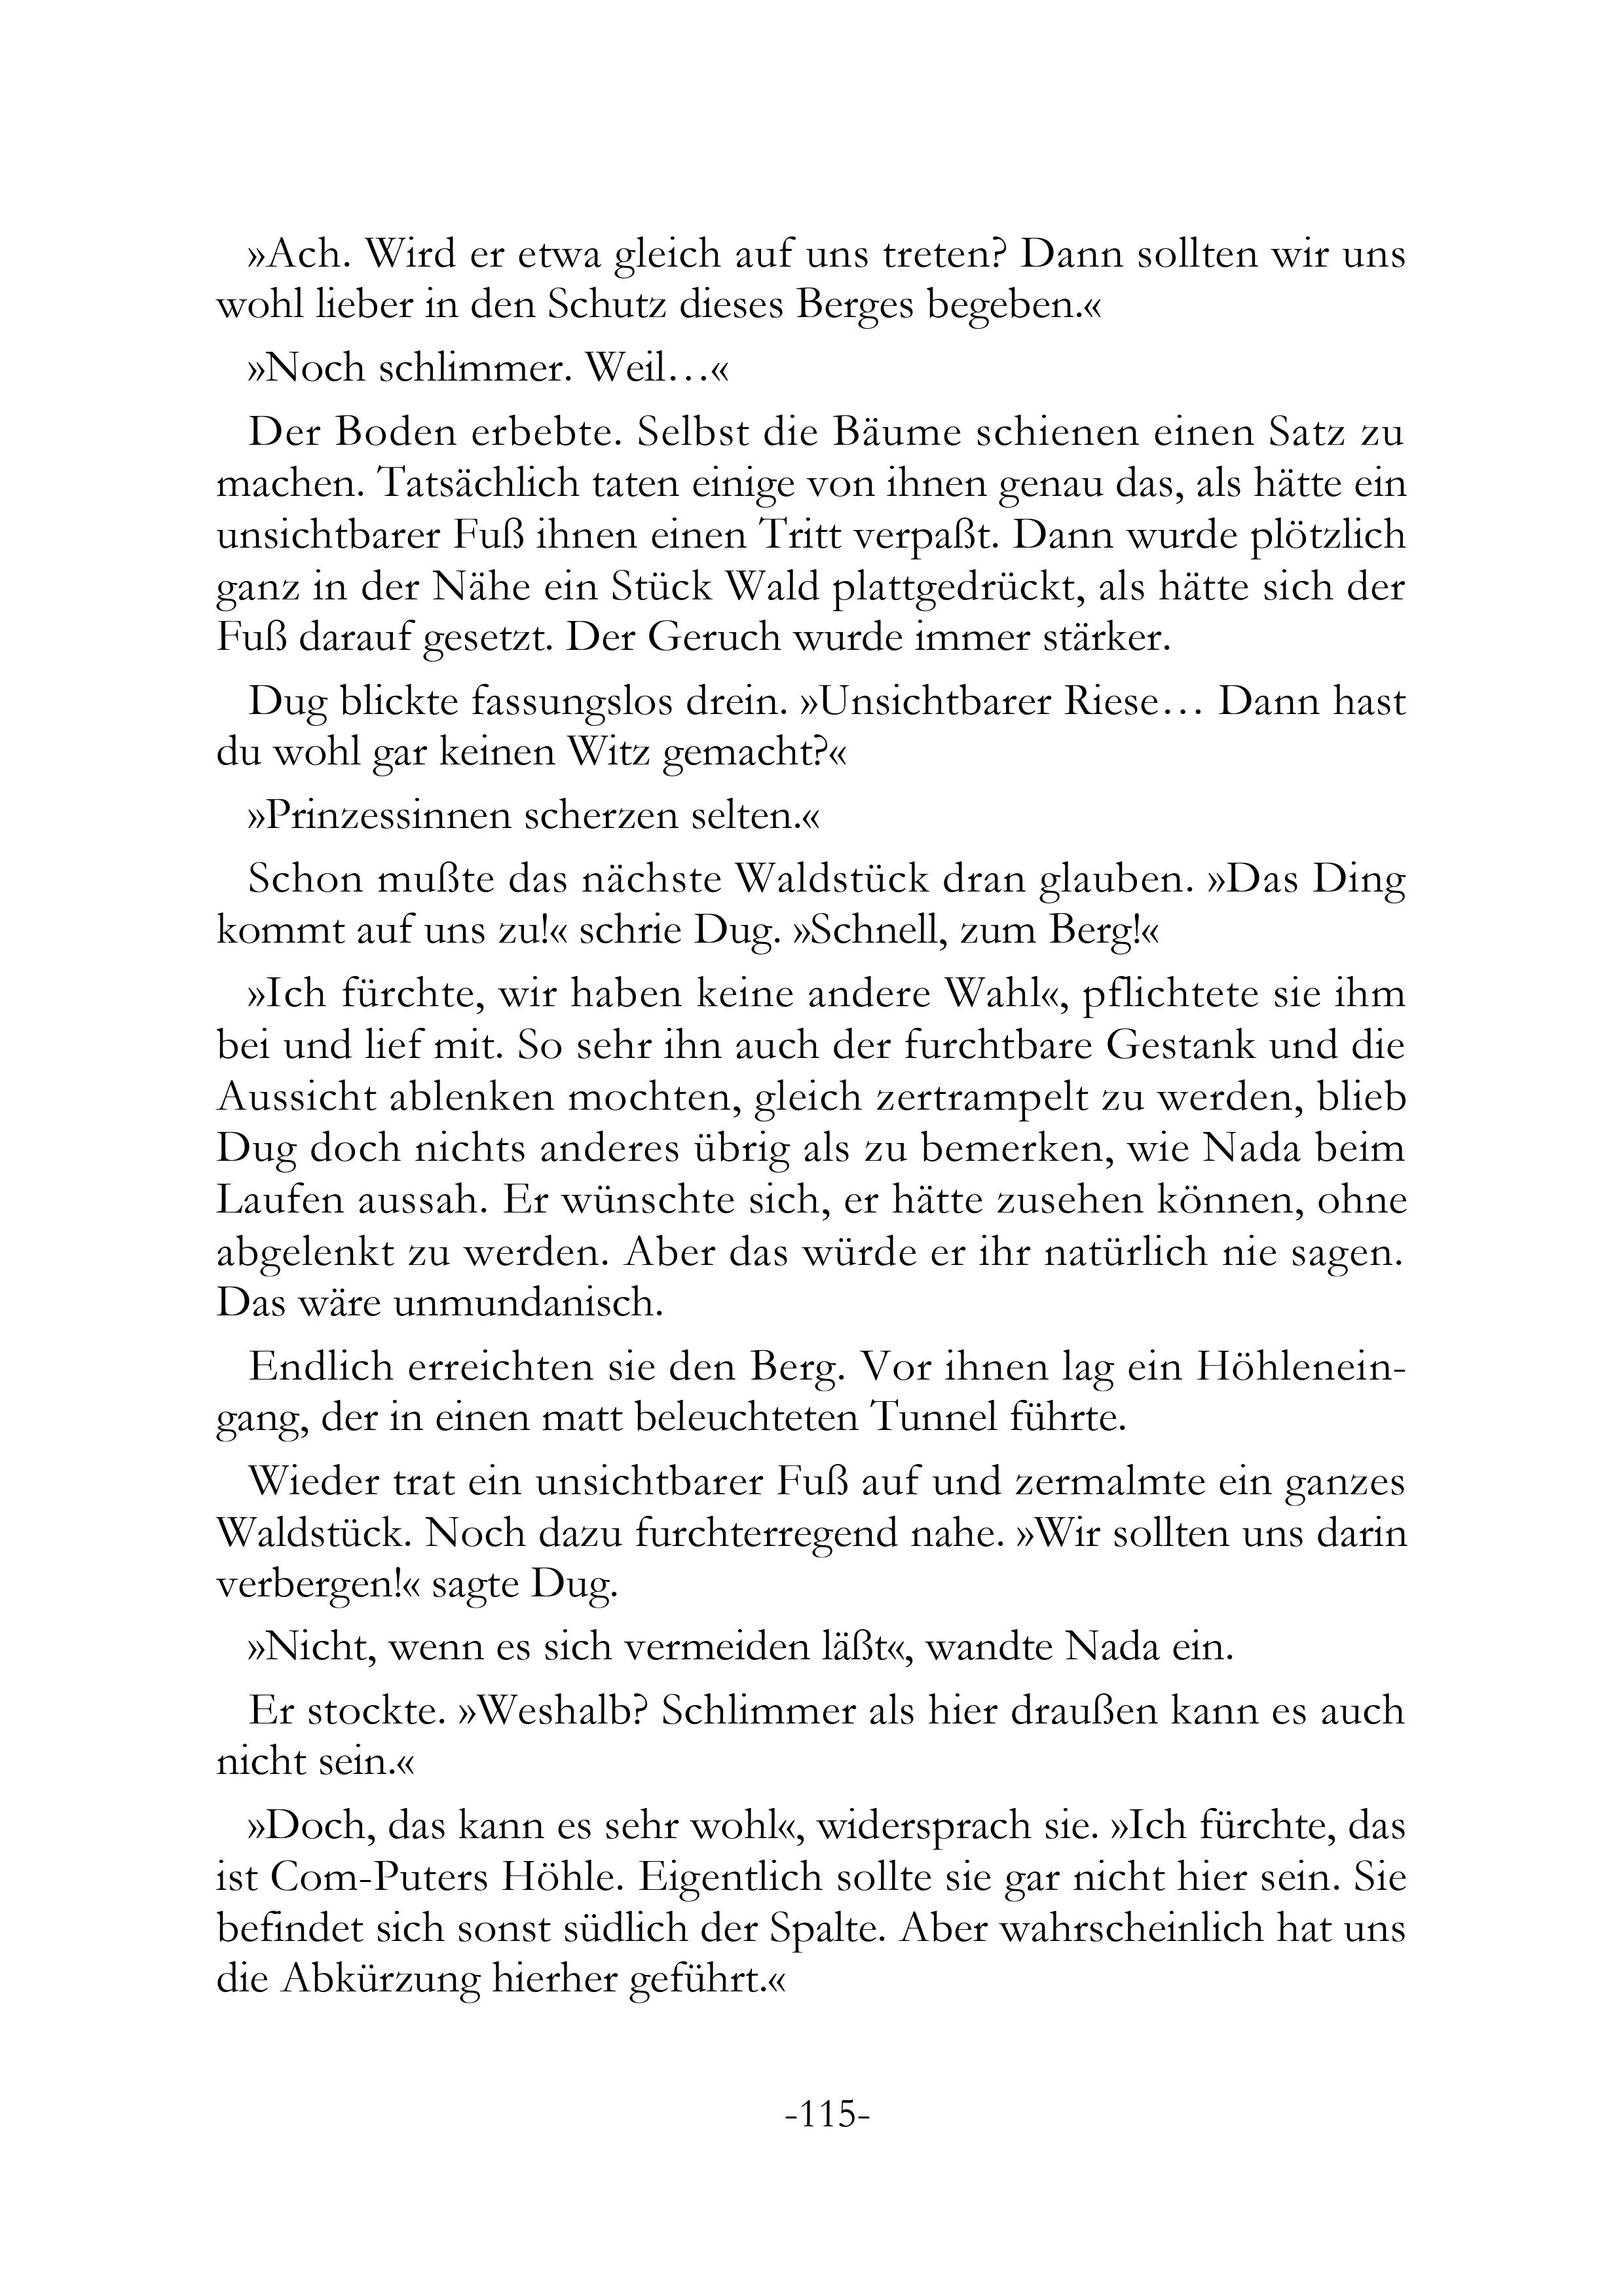 »Ach. Wird er etwa gleich auf uns treten? Dann sollten wir uns
wohl lieber in den Schutz dieses Berges begeben.«
»Noch schlimmer. Weil…«
Der Boden erbebte. Selbst die Bäume schienen einen Satz zu
machen. Tatsächlich taten einige von ihnen genau das, als hätte ein
unsichtbarer Fuß ihnen einen Tritt verpaßt. Dann wurde plötzlich
ganz in der Nähe ein Stück Wald plattgedrückt, als hätte sich der
Fuß darauf gesetzt. Der Geruch wurde immer stärker.
Dug blickte fassungslos drein. »Unsichtbarer Riese… Dann hast
du wohl gar keinen Witz gemacht?«
»Prinzessinnen scherzen selten.«
Schon mußte das nächste Waldstück dran glauben. »Das Ding
kommt auf uns zu!« schrie Dug. »Schnell, zum Berg!«
»Ich fürchte, wir haben keine andere Wahl«, pflichtete sie ihm
bei und lief mit. So sehr ihn auch der furchtbare Gestank und die
Aussicht ablenken mochten, gleich zertrampelt zu werden, blieb
Dug doch nichts anderes übrig als zu bemerken, wie Nada beim
Laufen aussah. Er wünschte sich, er hätte zusehen können, ohne
abgelenkt zu werden. Aber das würde er ihr natürlich nie sagen.
Das wäre unmundanisch.
Endlich erreichten sie den Berg. Vor ihnen lag ein Höhlenein-
gang, der in einen matt beleuchteten Tunnel führte.
Wieder trat ein unsichtbarer Fuß auf und zermalmte ein ganzes
Waldstück. Noch dazu furchterregend nahe. »Wir sollten uns darin
verbergen!« sagte Dug.
»Nicht, wenn es sich vermeiden läßt«, wandte Nada ein.
Er stockte. »Weshalb? Schlimmer als hier draußen kann es auch
nicht sein.«
»Doch, das kann es sehr wohl«, widersprach sie. »Ich fürchte, das
ist Com-Puters Höhle. Eigentlich sollte sie gar nicht hier sein. Sie
befindet sich sonst südlich der Spalte. Aber wahrscheinlich hat uns
die Abkürzung hierher geführt.«
-115-